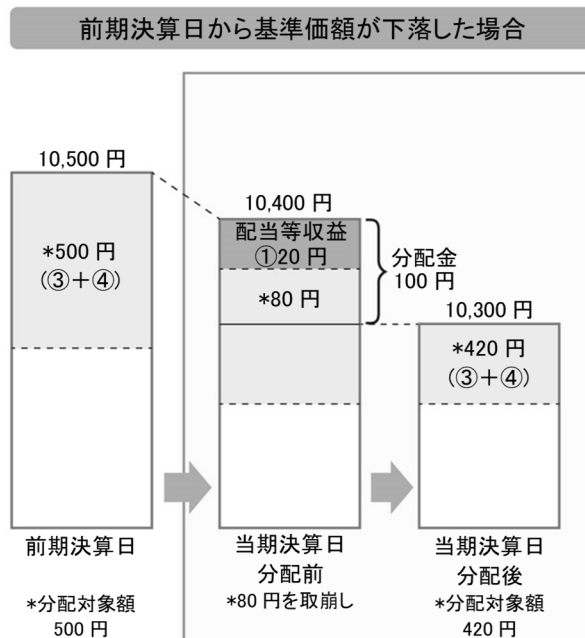 前期決算日から基準価額が下落した場合
10,500 円
*500 円
(③+④)
前期決算日
*分配対象額
500 円
10,400 円
配当等収益
①20 円
*80 円
分配金
100 円
当期決算日
分配前
*80 円を取崩し
10,300 円
*420 円
(③+④)
当期決算日
分配後
*分配対象額
420 円